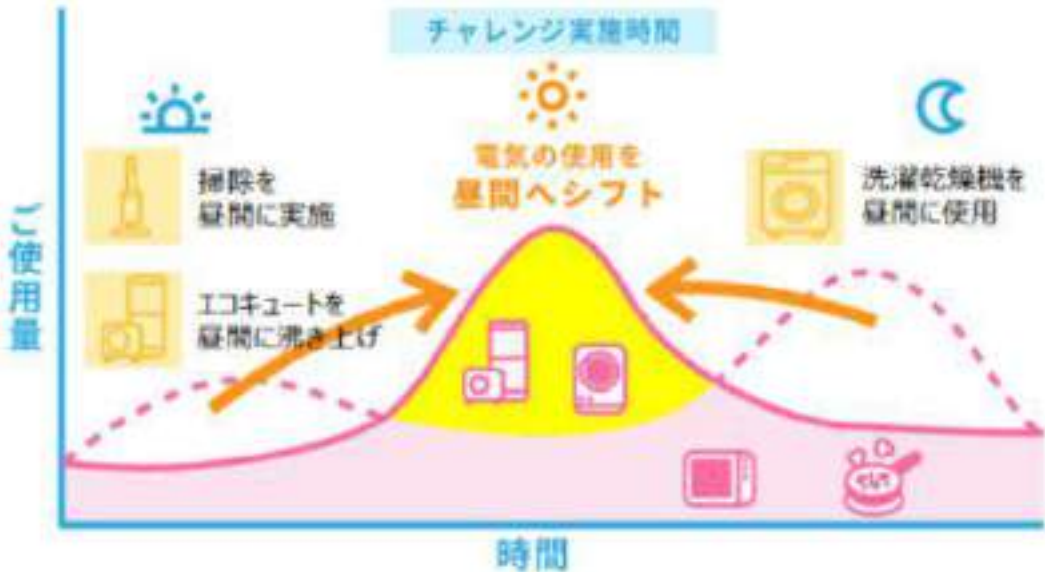 チャレンジ実施時間
電気の使用を
昼間へシフト
掃除を
昼間に実施
エコキュートを
昼間に沸き上げ
洗濯乾燥機を
昼間に使用
ご使用量
時間